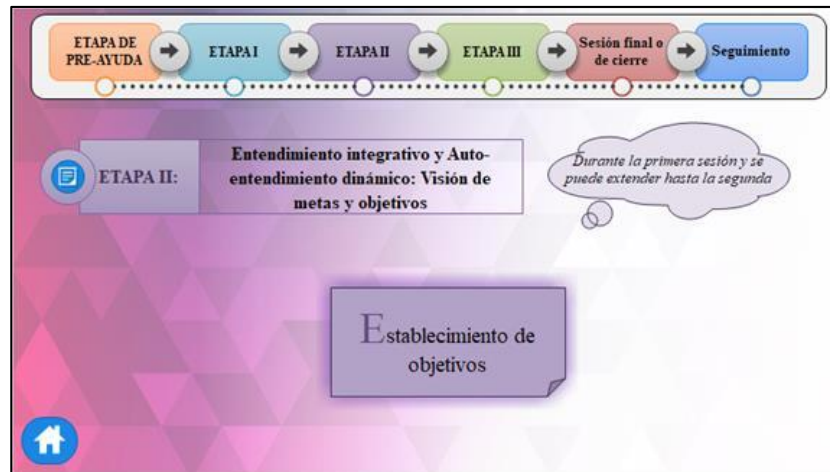 ETAPA DE
PRE-AYUDA
ETAPA I
ETAPA II
ETAPA III
Sesión final o
de cierre
Seguimiento
ETAPA II:
Entendimiento integrativo y Auto-
entendimiento dinámico: Visión de
metas y objetivos
Durante la primera sesión y se
puede extender hasta la segunda
Establecimiento de
objetivos